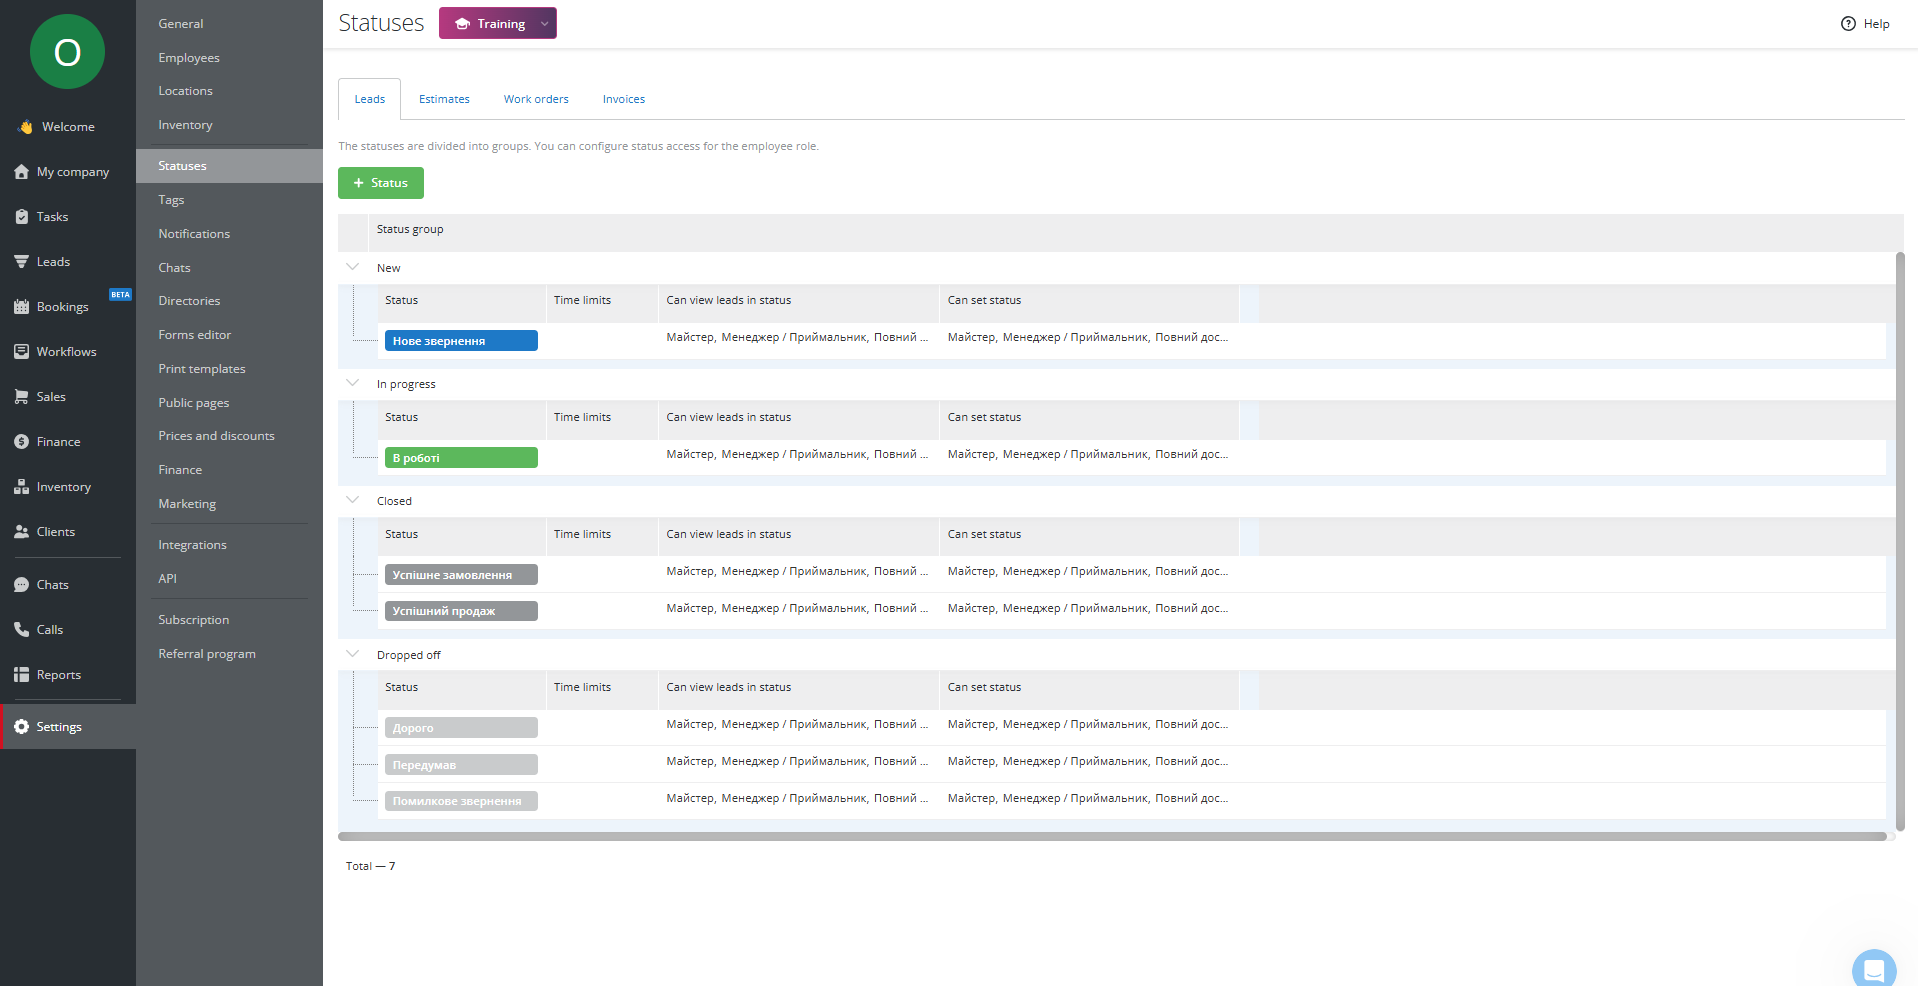 O
Welcome
My company
Tasks
Leads
Bookings BETA
Workflows
Sales
Finance
Inventory
Clients
Chats
Calls
Reports
Settings
General
Employees
Locations
Inventory
Statuses
Tags
Notifications
Chats
Directories
Forms editor
Print templates
Public pages
Prices and discounts
Finance
Marketing
Integrations
API
Subscription
Referral program
Statuses Training Help
Leads Estimates Work orders Invoices
The statuses are divided into groups. You can configure status access for the employee role.
+ Status
Status group
New
Status Time limits Can view leads in status Can set status
Нове звернення Майстер, Менеджер / Приймальник, Повний ... Майстер, Менеджер / Приймальник, Повний дос...
In progress
Status Time limits Can view leads in status Can set status
В роботі Майстер, Менеджер / Приймальник, Повний ... Майстер, Менеджер / Приймальник, Повний дос...
Closed
Status Time limits Can view leads in status Can set status
Успішне замовлення Майстер, Менеджер / Приймальник, Повний ... Майстер, Менеджер / Приймальник, Повний дос...
Успішний продаж Майстер, Менеджер / Приймальник, Повний ... Майстер, Менеджер / Приймальник, Повний дос...
Dropped off
Status Time limits Can view leads in status Can set status
Дорого Майстер, Менеджер / Приймальник, Повний ... Майстер, Менеджер / Приймальник, Повний дос...
Передумав Майстер, Менеджер / Приймальник, Повний ... Майстер, Менеджер / Приймальник, Повний дос...
Помилкове звернення Майстер, Менеджер / Приймальник, Повний ... Майстер, Менеджер / Приймальник, Повний дос...
Total — 7